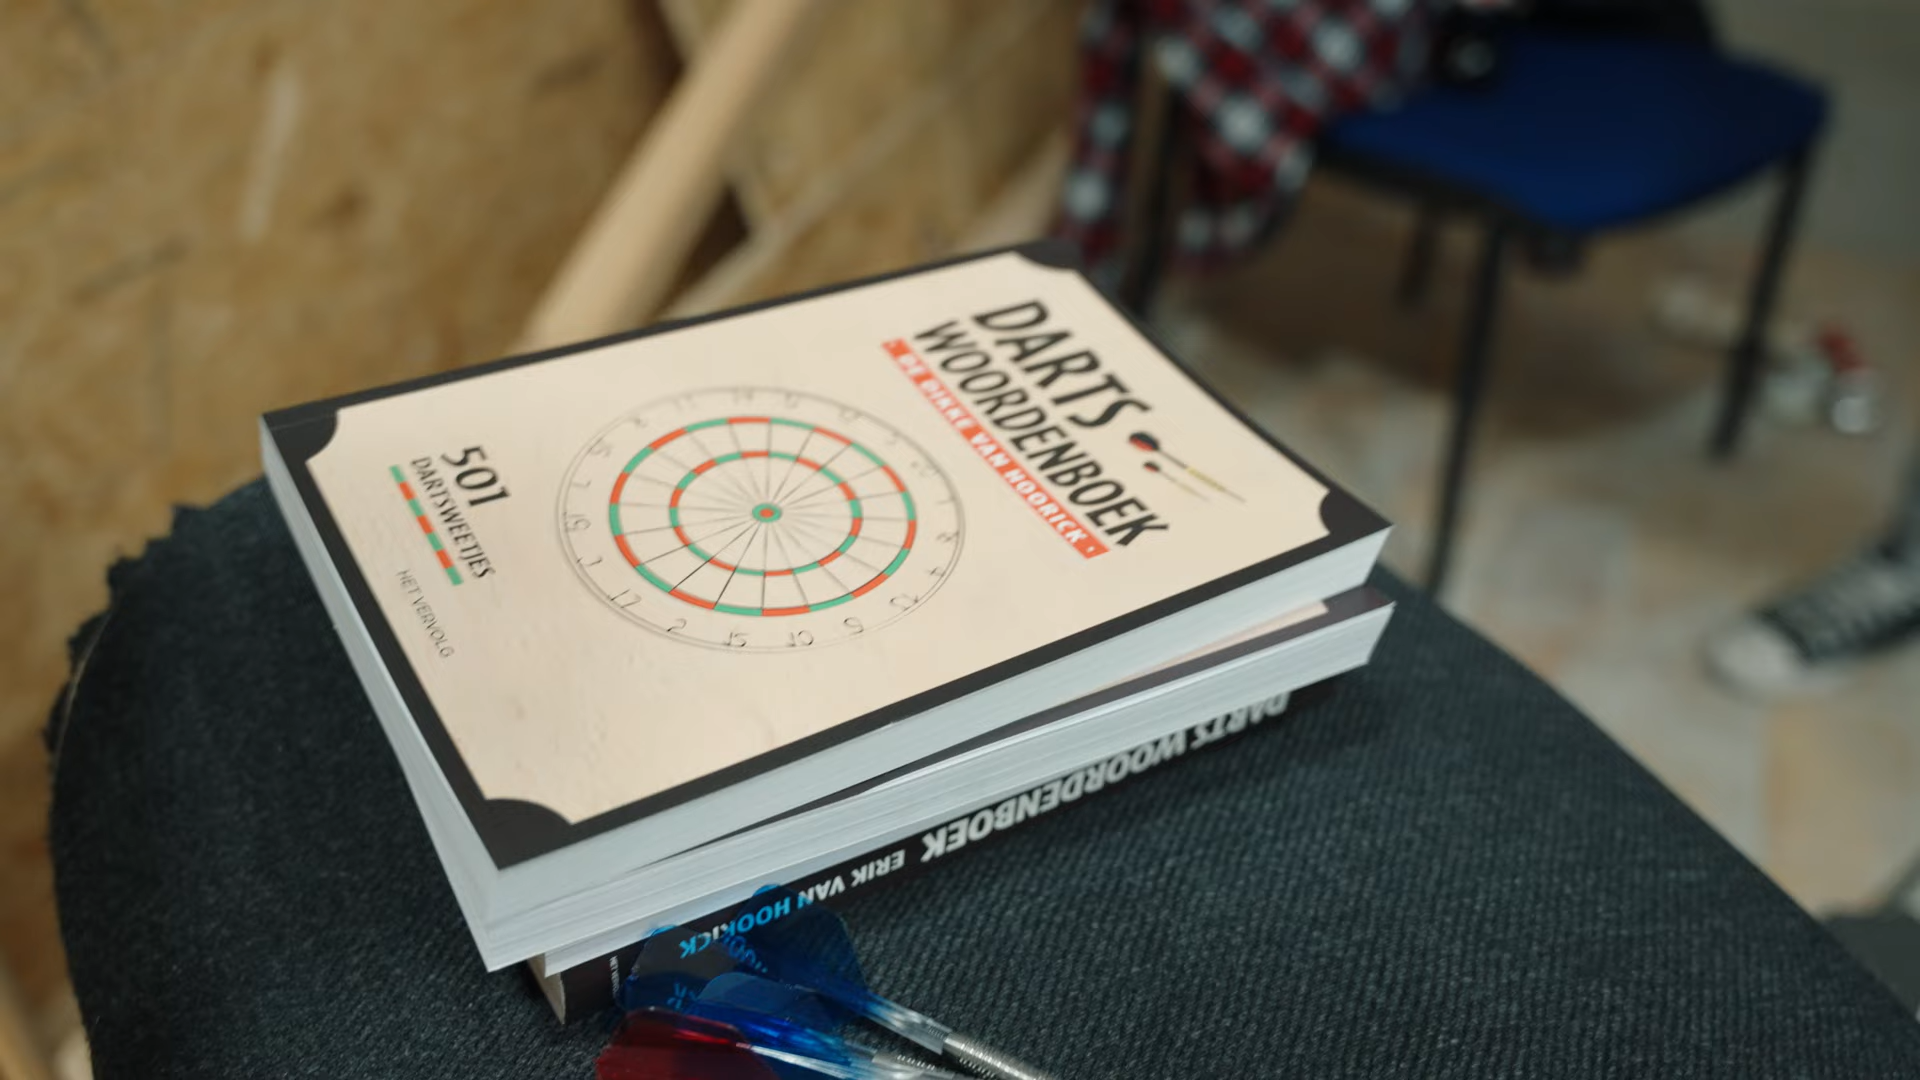 DARTS
WOORDENBOEK
DE DIKKE VAN HOORICK
501
DARTSWEETJES
HET VERVOLG
DARTS WOORDENBOEK ERIK VAN HOORICK